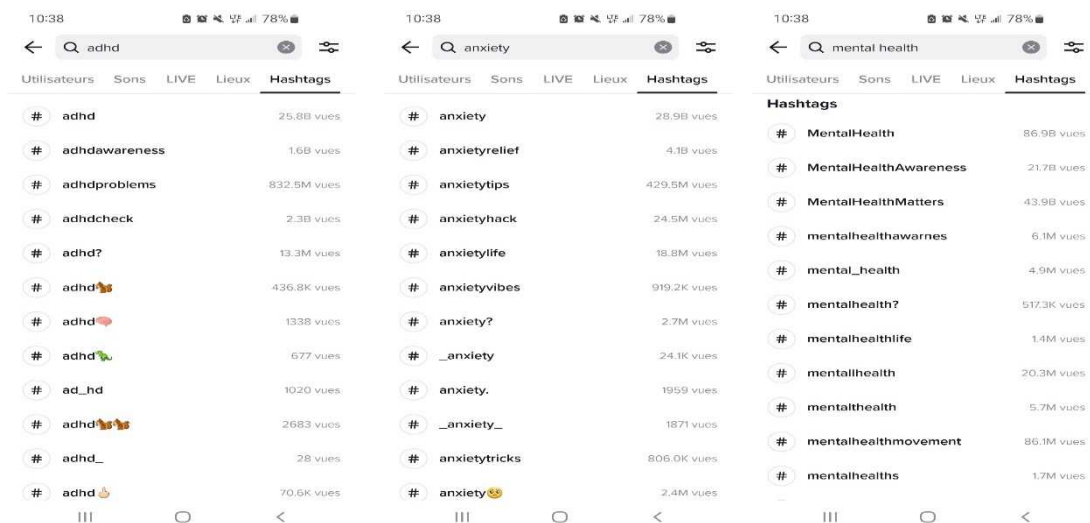 10:38
78%
adhd
Utilisateurs Sons LIVE Lieux Hashtags
# adhd 25.8B vues
# adhdawareness 1.6B vues
# adhdproblems 832.5M vues
# adhdcheck 2.3B vues
# adhd? 13.3M vues
# adhd🐿️ 436.8K vues
# adhd🧠 1338 vues
# adhd🦖 677 vues
# ad_hd 1020 vues
# adhd🐿️🐿️ 2683 vues
# adhd_ 28 vues
# adhd👆🏻 70.6K vues
10:38
78%
anxiety
Utilisateurs Sons LIVE Lieux Hashtags
# anxiety 28.9B vues
# anxietyrelief 4.1B vues
# anxietytips 429.5M vues
# anxietyhack 24.5M vues
# anxietylife 18.8M vues
# anxietyvibes 919.2K vues
# anxiety? 2.7M vues
# _anxiety 24.1K vues
# anxiety. 1959 vues
# _anxiety_ 1871 vues
# anxietytricks 806.0K vues
# anxiety🥺 2.4M vues
10:38
78%
mental health
Utilisateurs Sons LIVE Lieux Hashtags
Hashtags
# MentalHealth 86.9B vues
# MentalHealthAwareness 21.7B vues
# MentalHealthMatters 43.9B vues
# mentalhealthawarnes 6.1M vues
# mental_health 4.9M vues
# mentalhealth? 517.3K vues
# mentalhealthlife 1.4M vues
# mentallhealth 20.3M vues
# mentalthealth 5.7M vues
# mentalhealthmovement 86.1M vues
# mentalhealths 1.7M vues